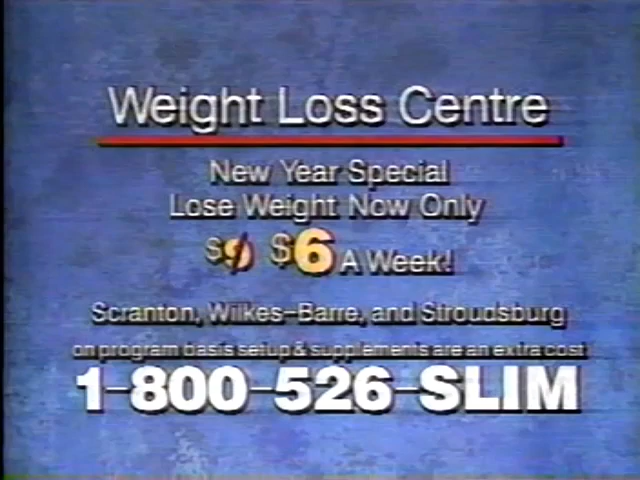 Weight Loss Centre
New Year Special
Lose Weight Now Only
$9 $6 A Week!
Scranton, Wilkes-Barre, and Stroudsburg
on program basis setup & supplements are an extra cost
1-800-526-SLIM